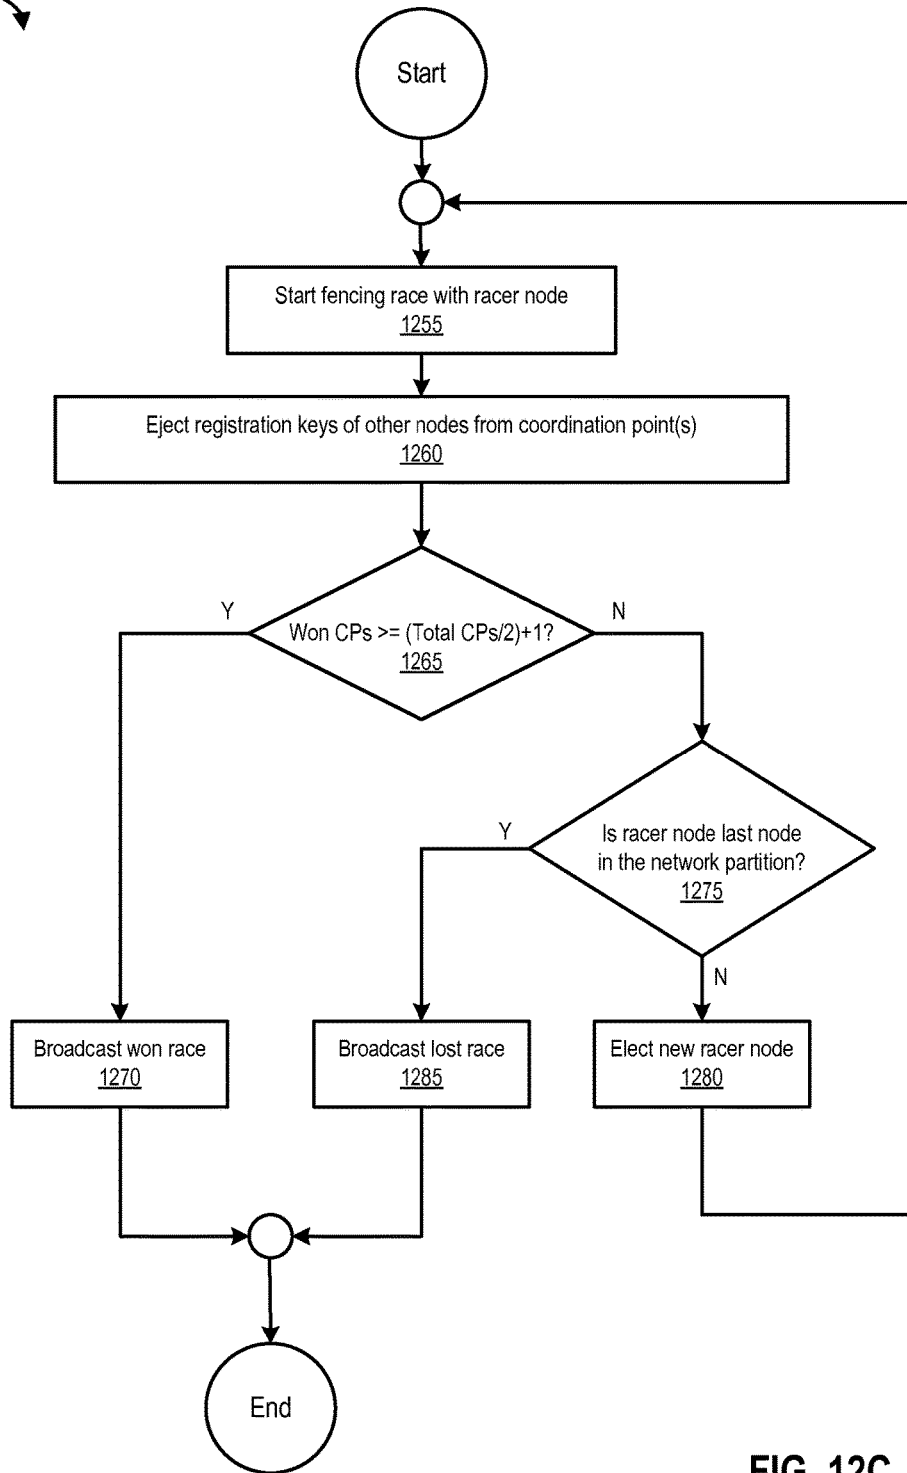 Start
Start fencing race with racer node
1255
Eject registration keys of other nodes from coordination point(s)
1260
Y
N
Won CPs >= (Total CPs/2)+1?
1265
Y
Is racer node last node
in the network partition?
1275
N
Broadcast won race
1270
Broadcast lost race
1285
Elect new racer node
1280
End
FIG. 12C